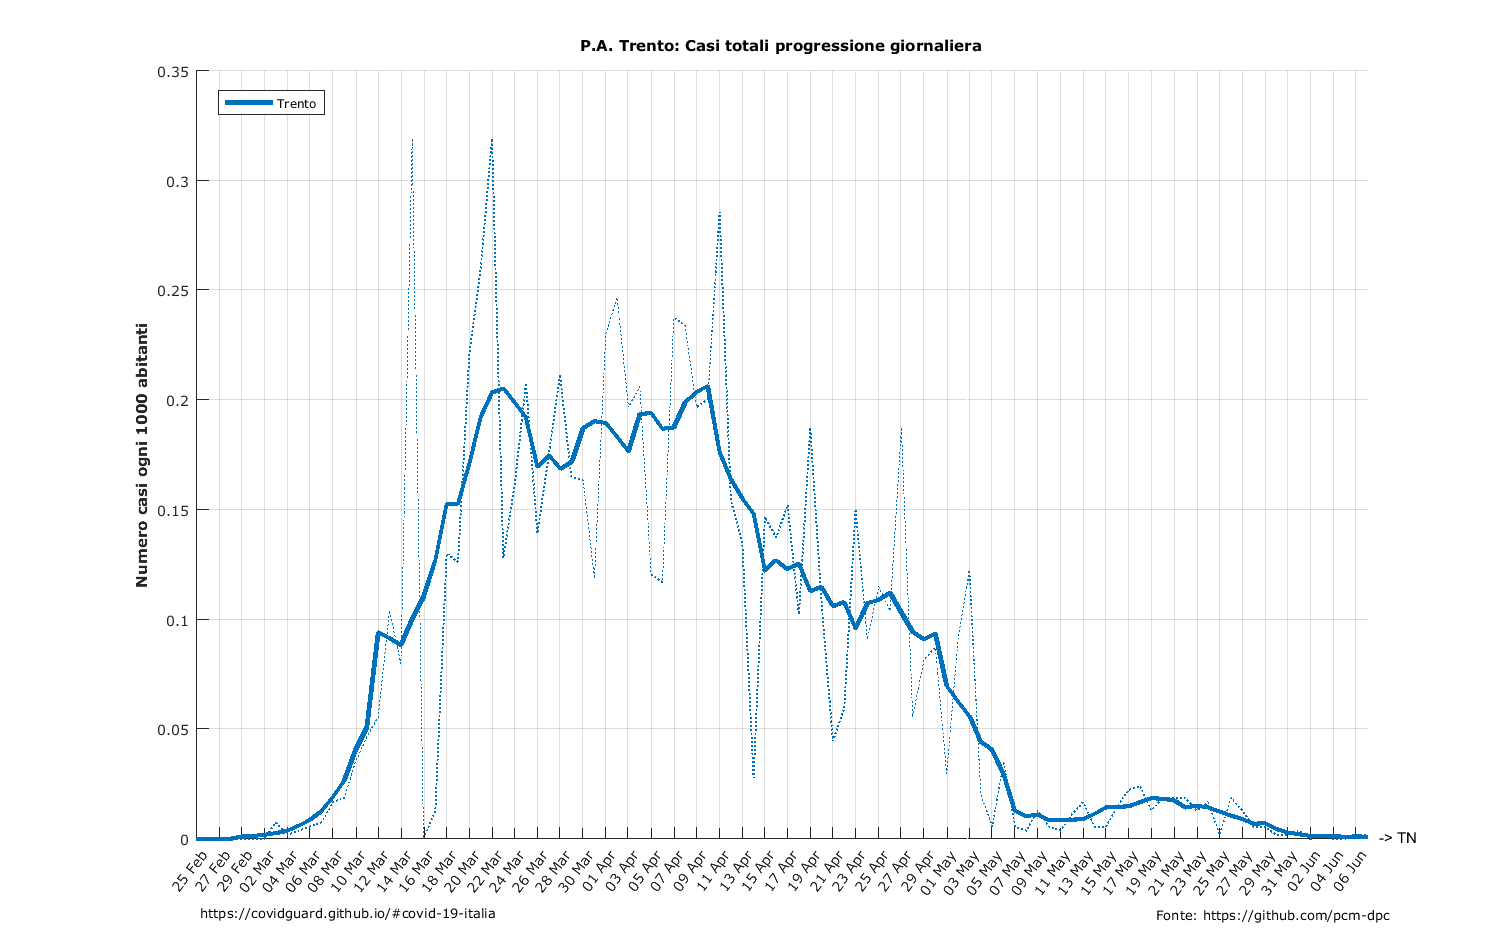 P.A. Trento: Casi totali progressione giornaliera
Trento
Numero casi ogni 1000 abitanti
0.35
0.3
0.25
0.2
0.15
0.1
0.05
0
25 Feb
27 Feb
29 Feb
02 Mar
04 Mar
06 Mar
08 Mar
10 Mar
12 Mar
14 Mar
16 Mar
18 Mar
20 Mar
22 Mar
24 Mar
26 Mar
28 Mar
30 Mar
01 Apr
03 Apr
05 Apr
07 Apr
09 Apr
11 Apr
13 Apr
15 Apr
17 Apr
19 Apr
21 Apr
23 Apr
25 Apr
27 Apr
29 Apr
01 May
03 May
05 May
07 May
09 May
11 May
13 May
15 May
17 May
19 May
21 May
23 May
25 May
27 May
29 May
31 May
02 Jun
04 Jun
06 Jun
-> TN
https://covidguard.github.io/#covid-19-italia
Fonte: https://github.com/pcm-dpc